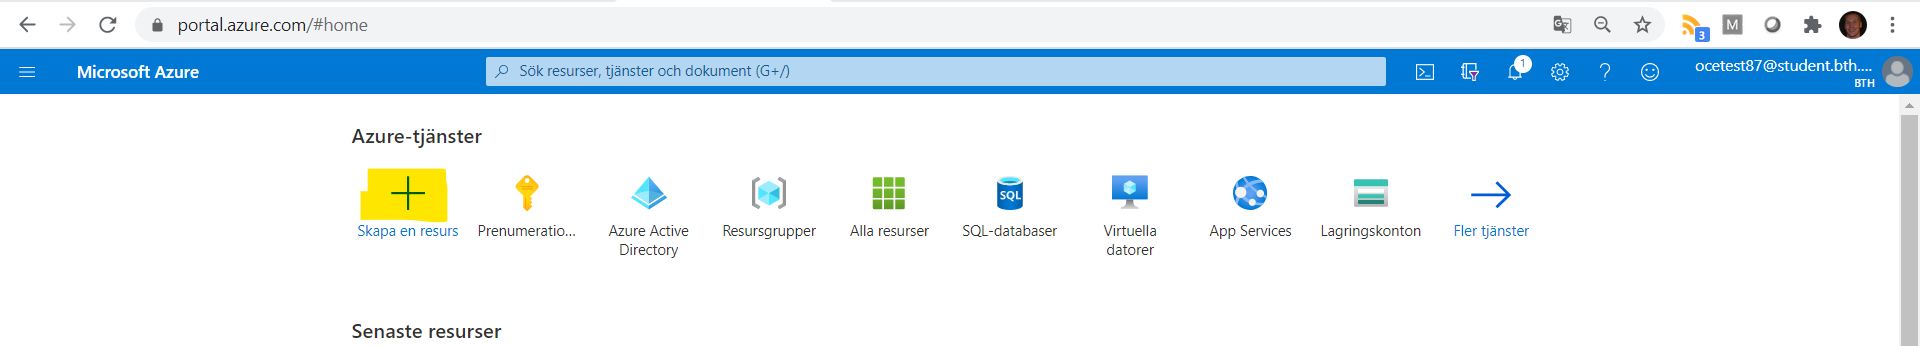 portal.azure.com/#home
3
M
Microsoft Azure
Sök resurser, tjänster och dokument (G+/)
1
ocetest87@student.bth....
BTH
Azure-tjänster
Skapa en resurs
Prenumeratio...
Azure Active
Directory
Resursgrupper
Alla resurser
SQL
SQL-databaser
Virtuella
datorer
App Services
Lagringskonton
Fler tjänster
Senaste resurser